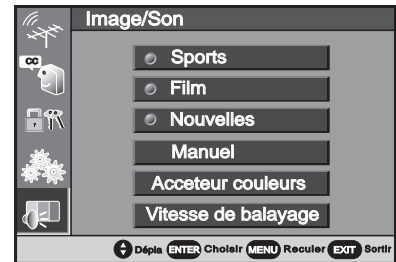 Image/Son
cc
Sports
Film
Nouvelles
Manuel
Acceteur couleurs
Vitesse de balayage
Dépla ENTER Choisir MENU Reculer EXIT Sortir